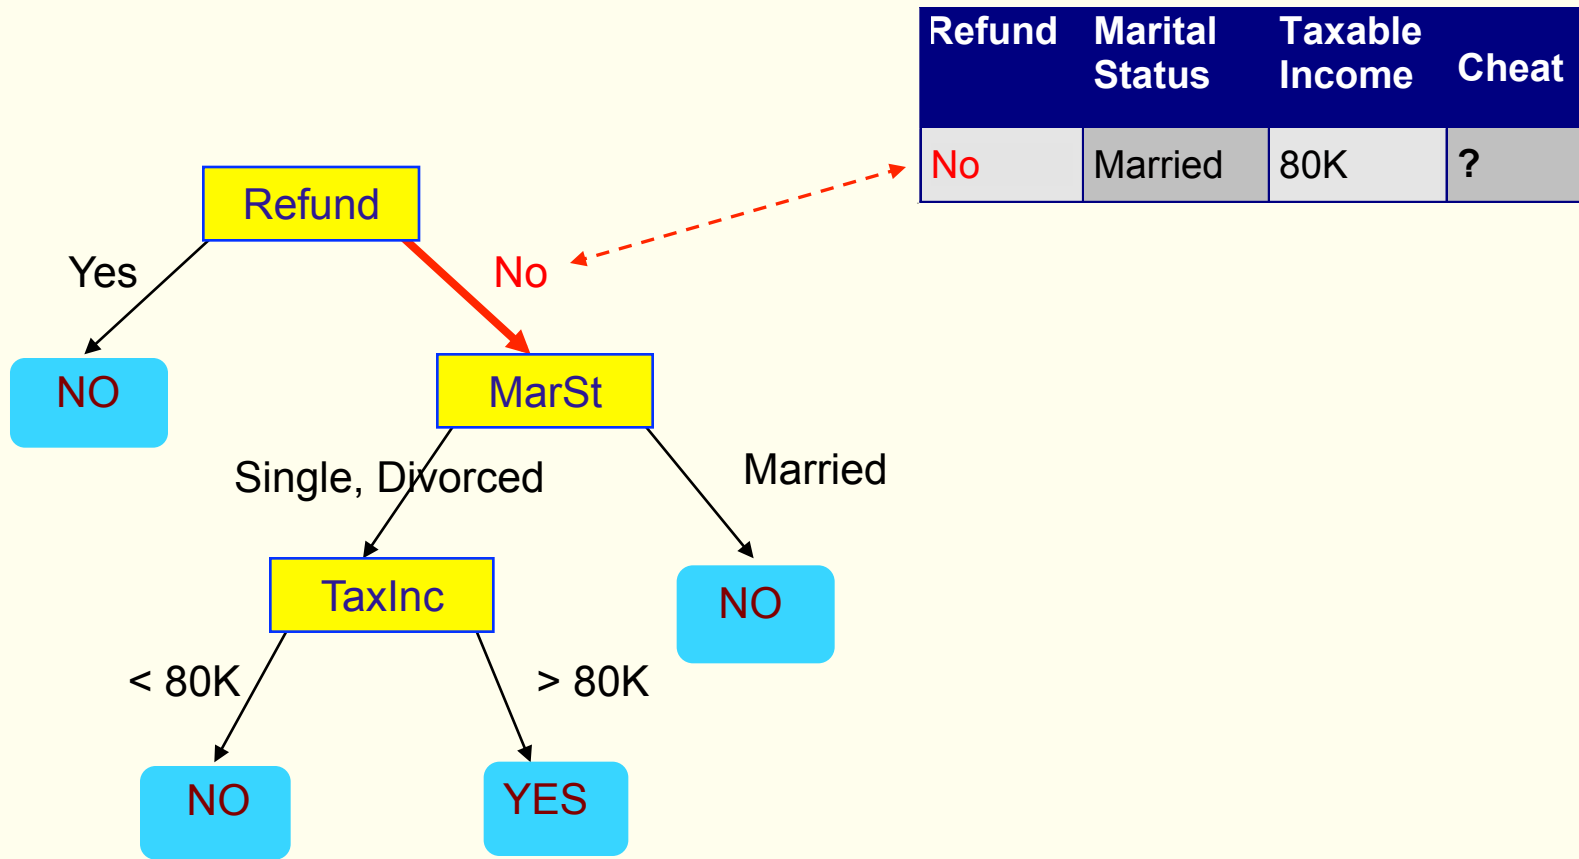 Refund Marital Status Taxable Income Cheat
No Married 80K ?
Refund
Yes
No
NO
MarSt
Single, Divorced
Married
TaxInc
NO
< 80K
> 80K
NO
YES